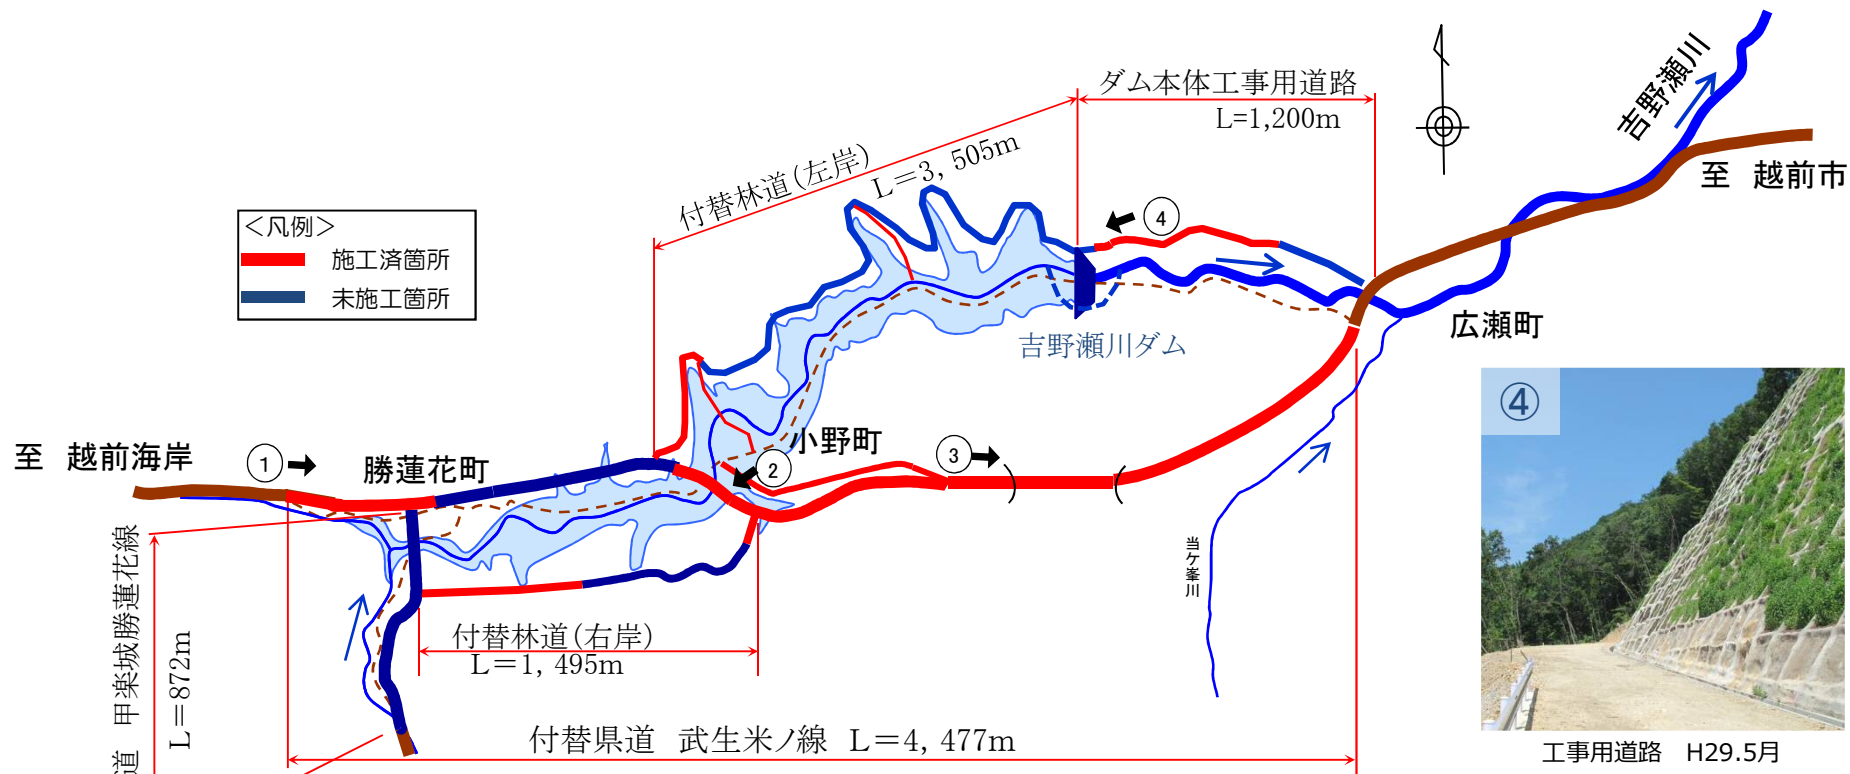 ダム本体工事用道路
L=1,200m
吉野瀬川
至　越前市
付替林道(左岸)
L＝3, 505m
④
＜凡例＞
施工済箇所
未施工箇所
吉野瀬川ダム
広瀬町
④
小野町
至　越前海岸
①
勝蓮花町
②
③
当ケ峯川
道　甲楽城勝蓮花線
L＝872m
付替林道(右岸)
L＝1, 495m
付替県道　武生米ノ線　L＝4, 477m
工事用道路　H29.5月